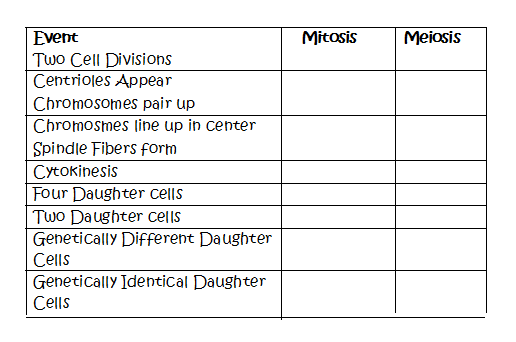 Event Mitosis Meiosis
Two Cell Divisions
Centrioles Appear
Chromosomes pair up
Chromosmes line up in center
Spindle Fibers form
Cytokinesis
Four Daughter cells
Two Daughter cells
Genetically Different Daughter
Cells
Genetically Identical Daughter
Cells